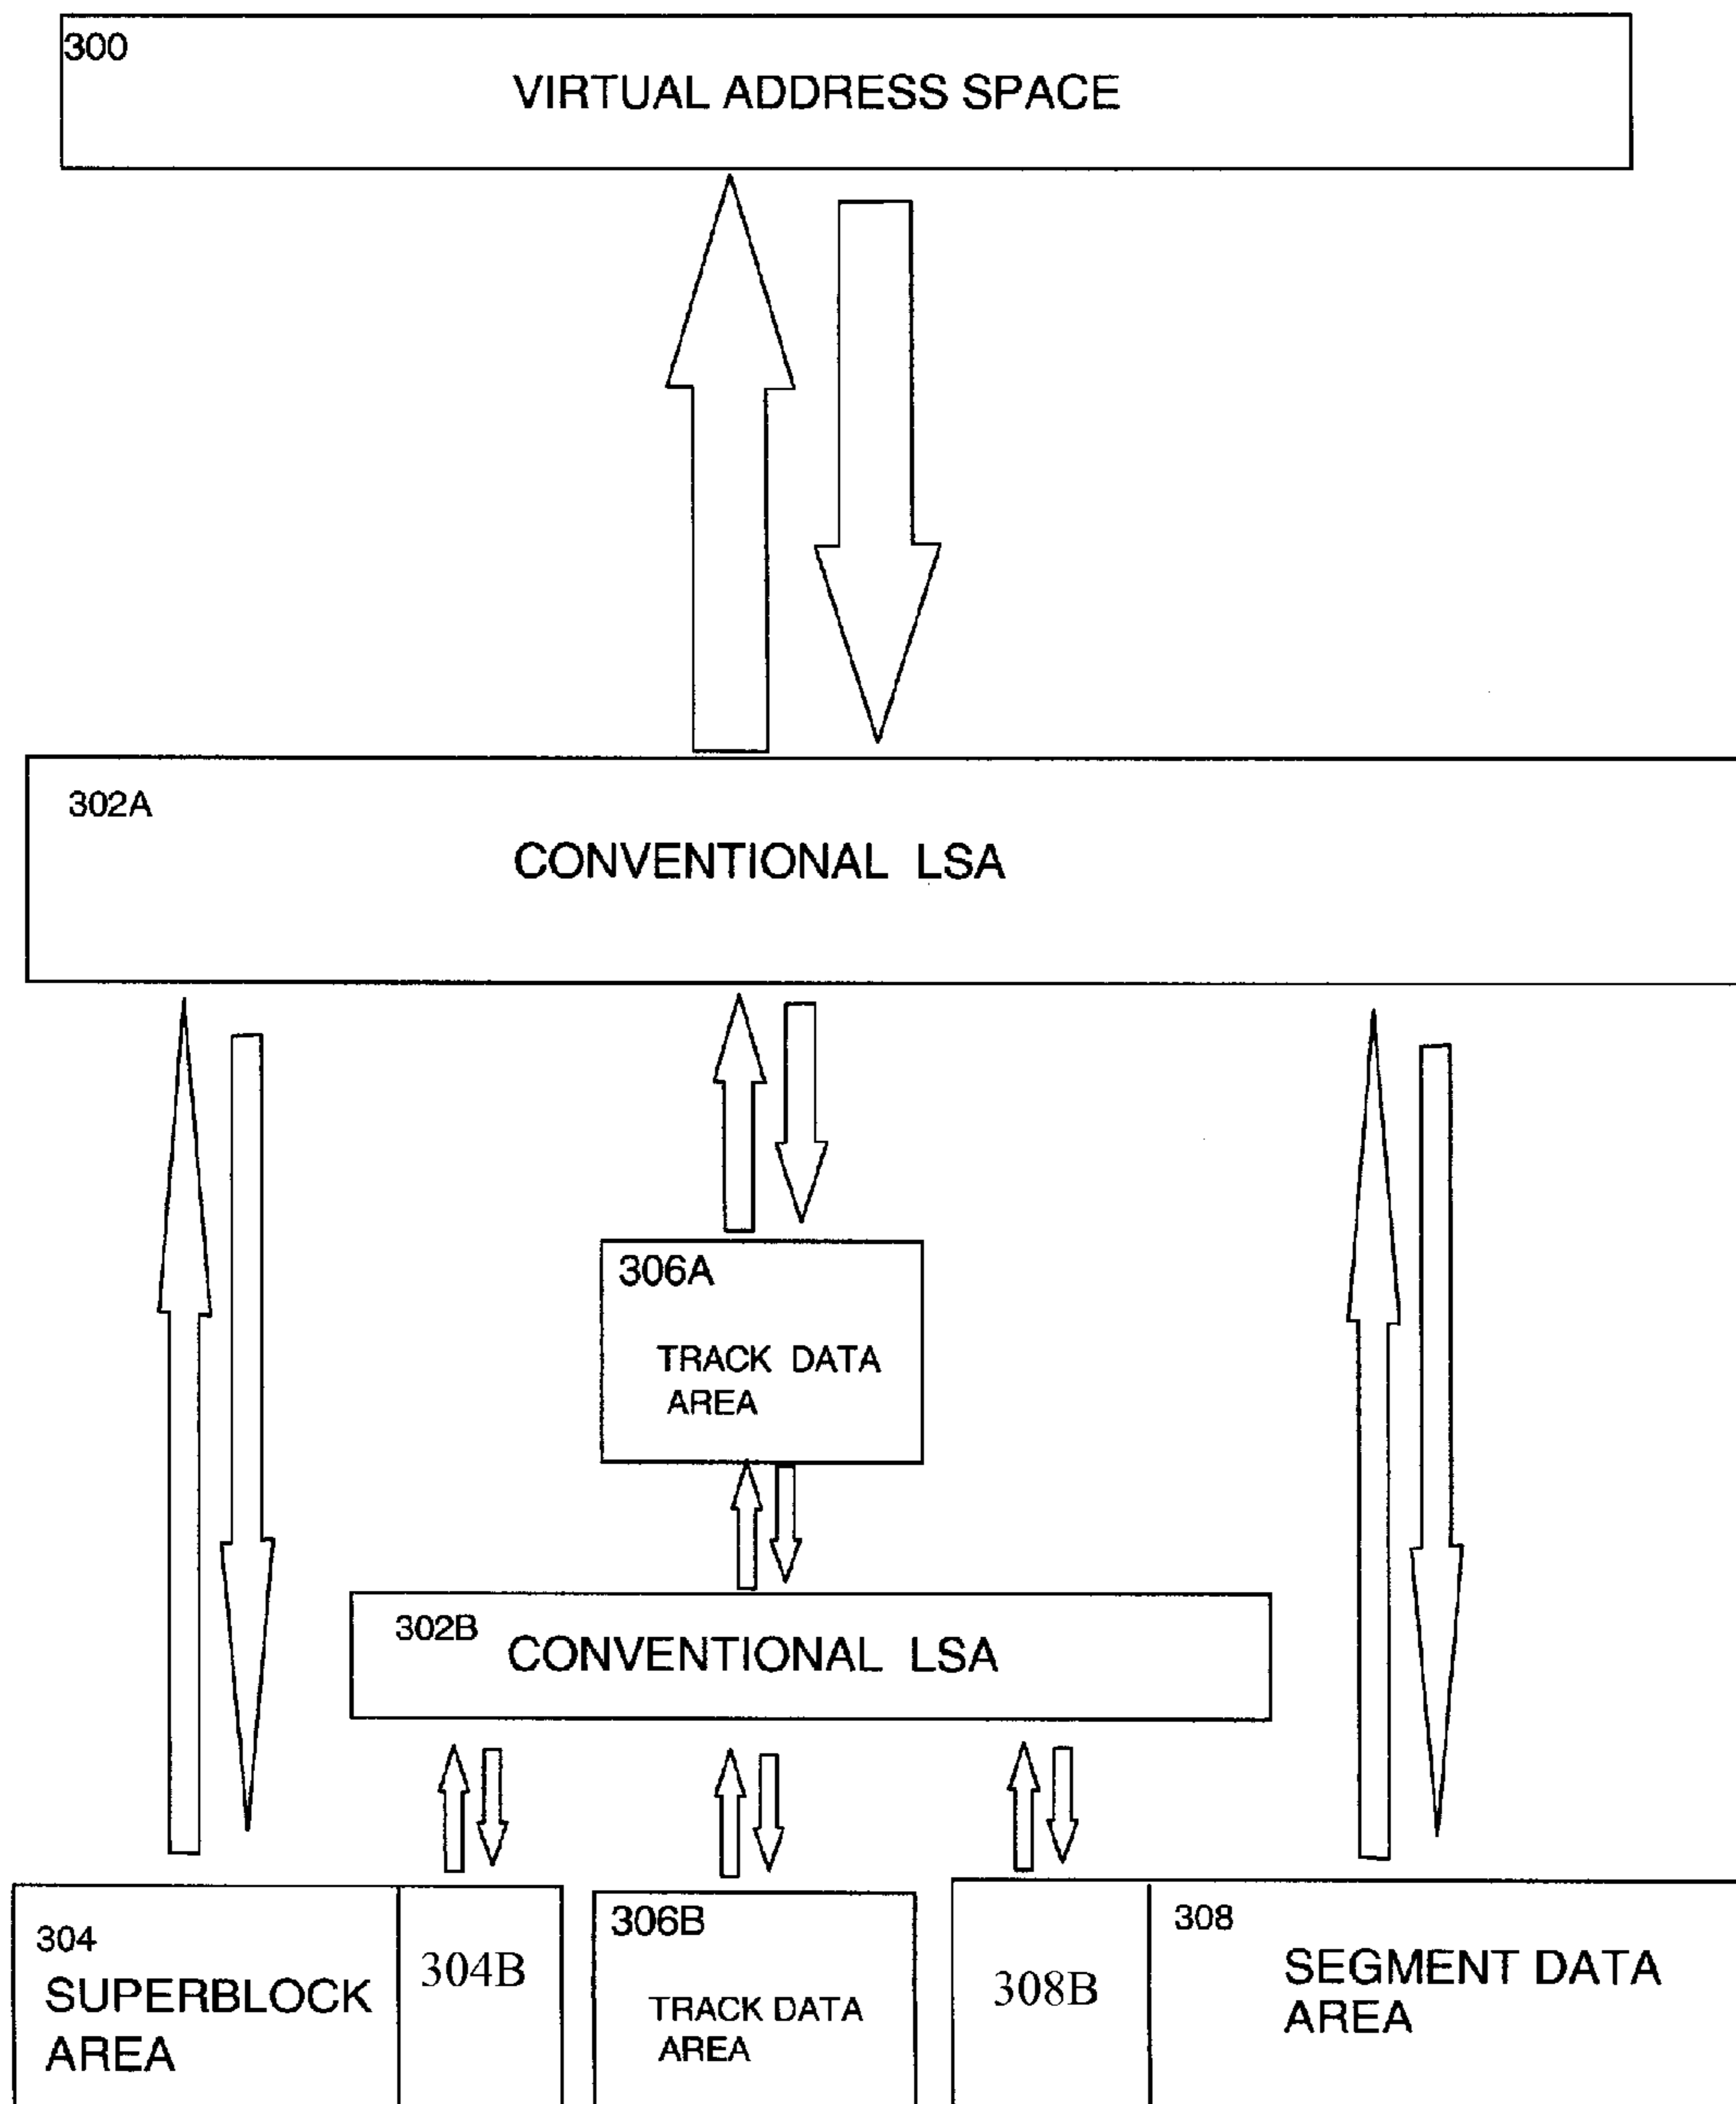 300
VIRTUAL ADDRESS SPACE
302A
CONVENTIONAL LSA
306A
TRACK DATA
AREA
302B
CONVENTIONAL LSA
304
SUPERBLOCK
AREA
304B
306B
TRACK DATA
AREA
308B
308
SEGMENT DATA
AREA